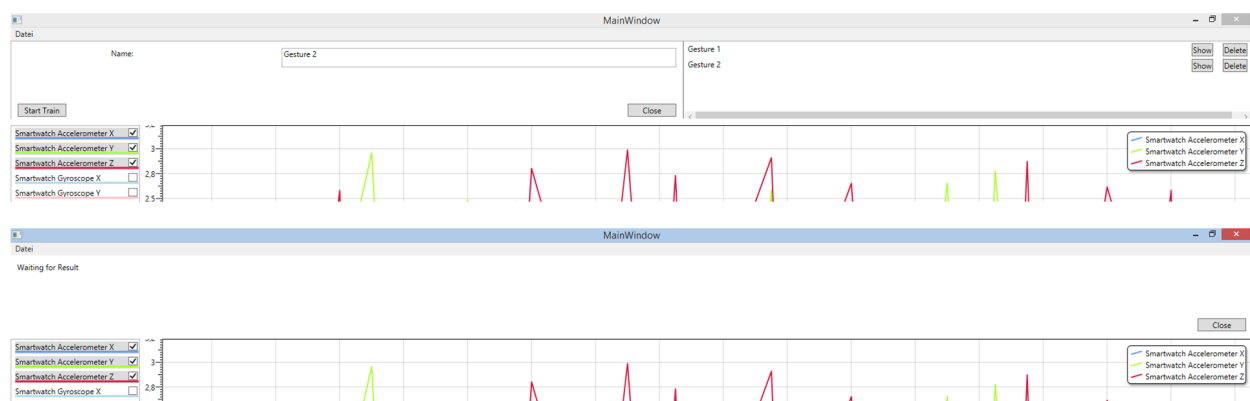 MainWindow
Datei
Name:
Gesture 2
Gesture 1 Show Delete
Gesture 2 Show Delete
Start Train
Close
Smartwatch Accelerometer X
Smartwatch Accelerometer Y
Smartwatch Accelerometer Z
Smartwatch Gyroscope X
Smartwatch Gyroscope Y
3
2,8
2,5
Smartwatch Accelerometer X
Smartwatch Accelerometer Y
Smartwatch Accelerometer Z
MainWindow
Datei
Waiting for Result
Close
Smartwatch Accelerometer X
Smartwatch Accelerometer Y
Smartwatch Accelerometer Z
Smartwatch Gyroscope X
3
2,8
Smartwatch Accelerometer X
Smartwatch Accelerometer Y
Smartwatch Accelerometer Z